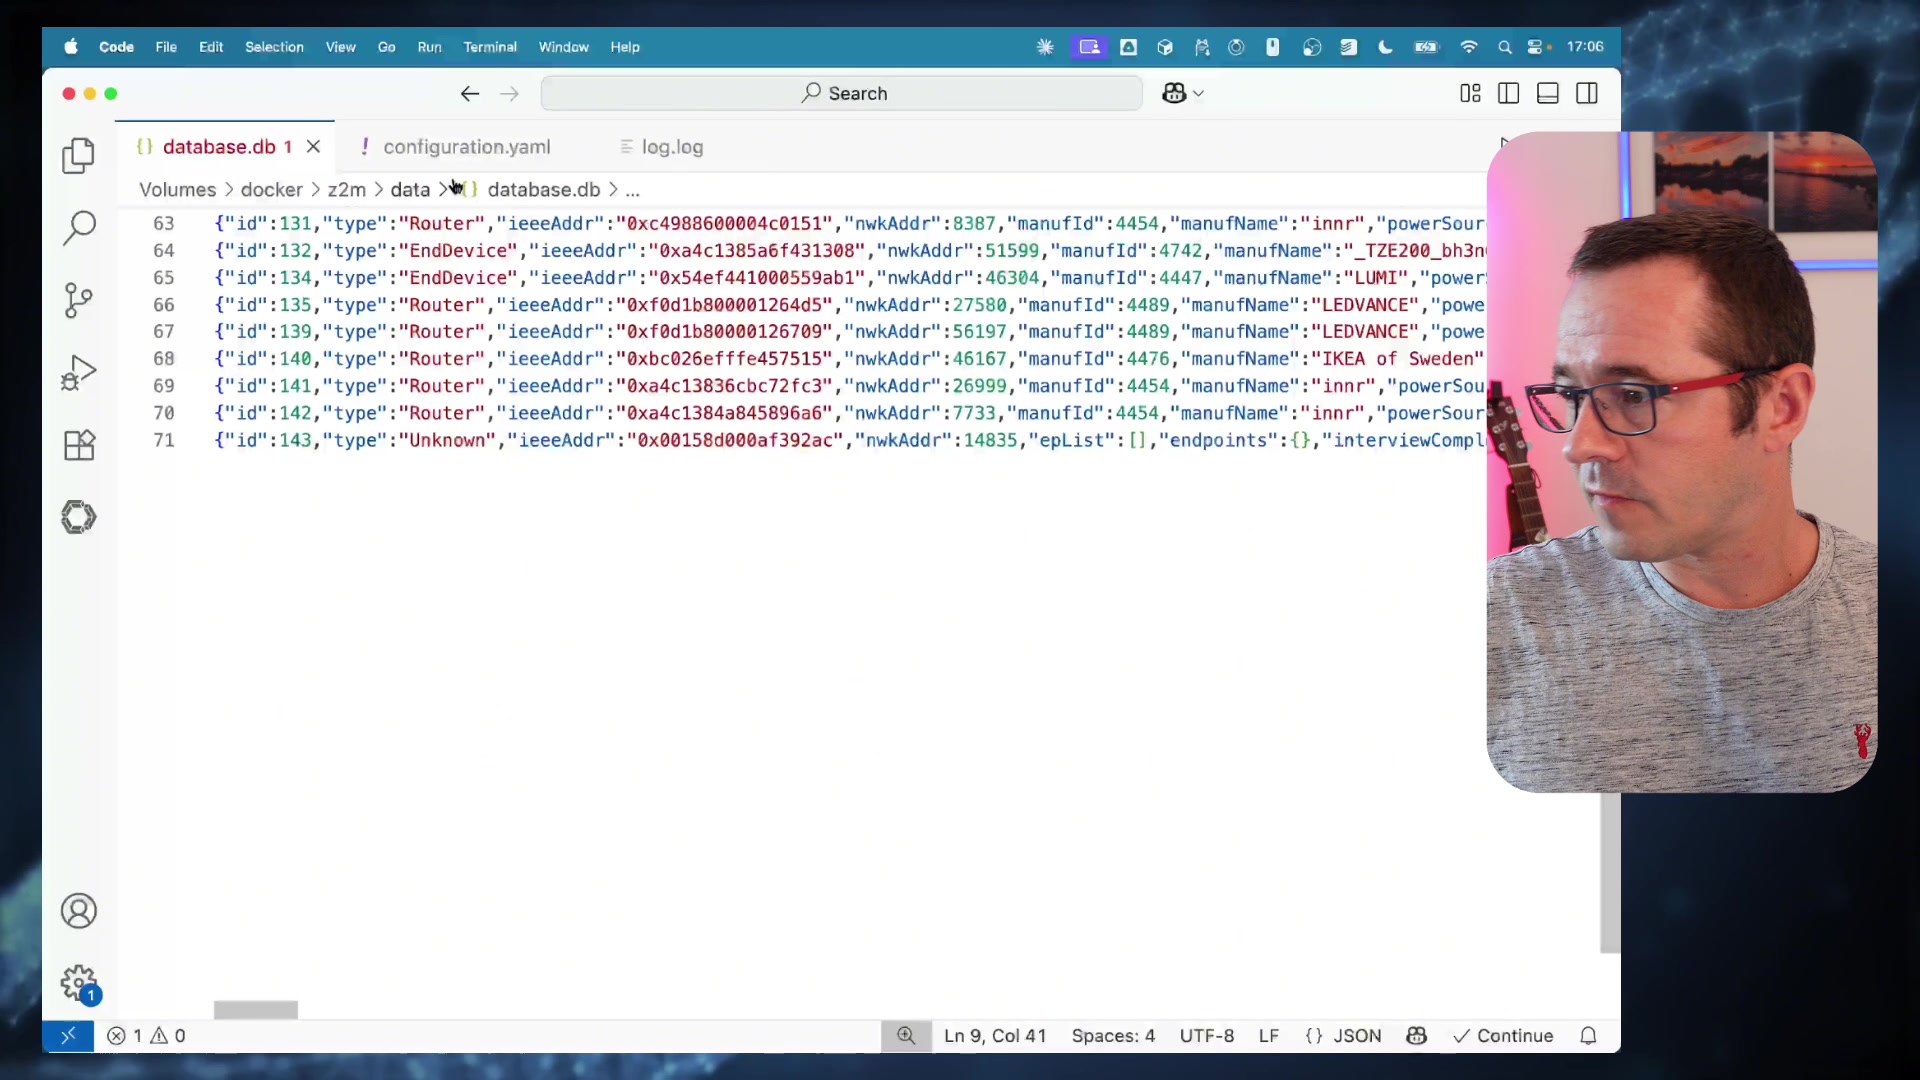 Code File Edit Selection View Go Run Terminal Window Help 17:06
Search
database.db 1 configuration.yaml log.log
Volumes > docker > z2m > data > {} database.db > ...
63 {"id":131,"type":"Router","ieeeAddr":"0xc4988600004c0151","nwkAddr":8387,"manufId":4454,"manufName":"innr","powerSour
64 {"id":132,"type":"EndDevice","ieeeAddr":"0xa4c1385a6f431308","nwkAddr":51599,"manufId":4742,"manufName":"_TZE200_bh3n
65 {"id":134,"type":"EndDevice","ieeeAddr":"0x54ef441000559ab1","nwkAddr":46304,"manufId":4447,"manufName":"LUMI","power
66 {"id":135,"type":"Router","ieeeAddr":"0xf0d1b800001264d5","nwkAddr":27580,"manufId":4489,"manufName":"LEDVANCE","powe
67 {"id":139,"type":"Router","ieeeAddr":"0xf0d1b80000126709","nwkAddr":56197,"manufId":4489,"manufName":"LEDVANCE","powe
68 {"id":140,"type":"Router","ieeeAddr":"0xbc026efffe457515","nwkAddr":46167,"manufId":4476,"manufName":"IKEA of Sweden"
69 {"id":141,"type":"Router","ieeeAddr":"0xa4c13836cbc72fc3","nwkAddr":26999,"manufId":4454,"manufName":"innr","powerSou
70 {"id":142,"type":"Router","ieeeAddr":"0xa4c1384a845896a6","nwkAddr":7733,"manufId":4454,"manufName":"innr","powerSour
71 {"id":143,"type":"Unknown","ieeeAddr":"0x00158d000af392ac","nwkAddr":14835,"epList":[],"endpoints":{},"interviewCompl
1
1 0 Ln 9, Col 41 Spaces: 4 UTF-8 LF {} JSON Continue